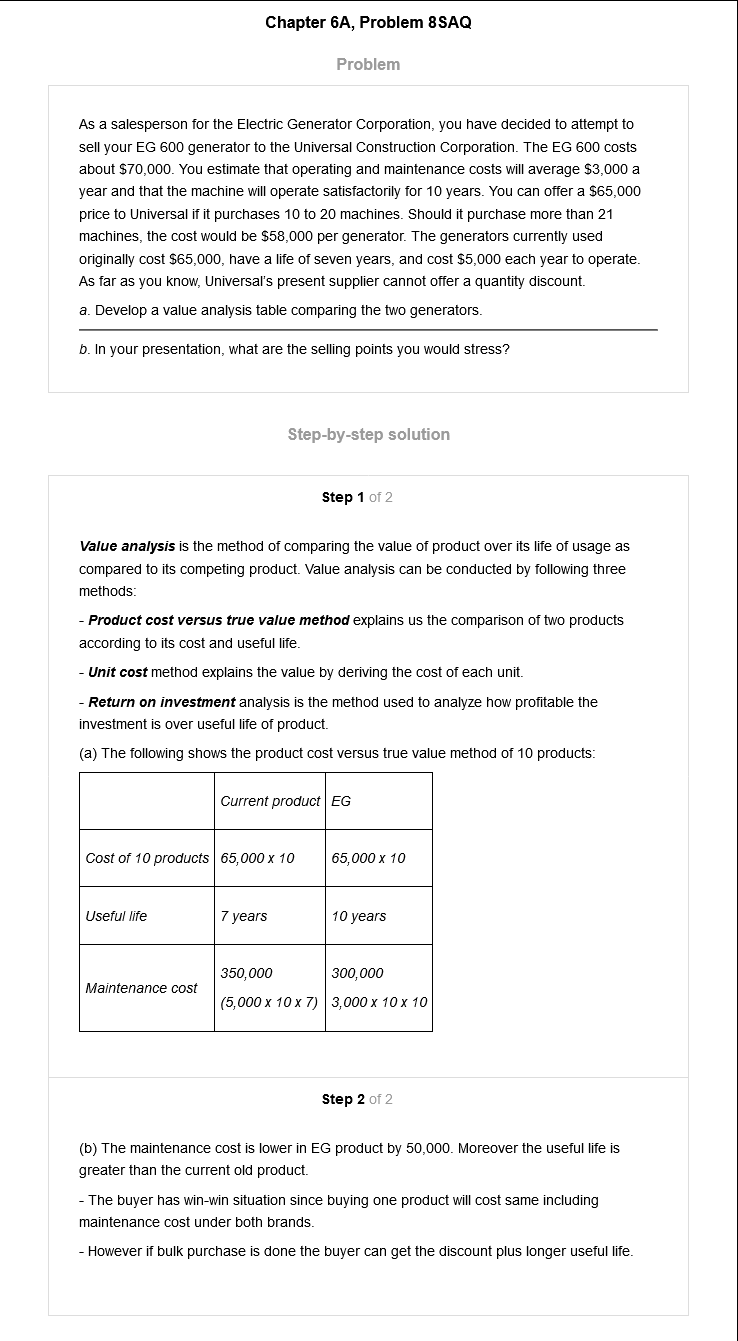 Chapter 6A, Problem 8SAQ
Problem
As a salesperson for the Electric Generator Corporation, you have decided to attempt to
sell your EG 600 generator to the Universal Construction Corporation. The EG 600 costs
about $70,000. You estimate that operating and maintenance costs will average $3,000 a
year and that the machine will operate satisfactorily for 10 years. You can offer a $65,000
price to Universal if it purchases 10 to 20 machines. Should it purchase more than 21
machines, the cost would be $58,000 per generator. The generators currently used
originally cost $65,000, have a life of seven years, and cost $5,000 each year to operate.
As far as you know, Universal's present supplier cannot offer a quantity discount.
a. Develop a value analysis table comparing the two generators.
b. In your presentation, what are the selling points you would stress?
Step-by-step solution
Step 1 of 2
Value analysis is the method of comparing the value of product over its life of usage as
compared to its competing product. Value analysis can be conducted by following three
methods:
- Product cost versus true value method explains us the comparison of two products
according to its cost and useful life.
- Unit cost method explains the value by deriving the cost of each unit.
- Return on investment analysis is the method used to analyze how profitable the
investment is over useful life of product.
(a) The following shows the product cost versus true value method of 10 products:
Current product EG
Cost of 10 products 65,000 x 10 65,000 x 10
Useful life 7 years 10 years
Maintenance cost 350,000 300,000
(5,000 x 10 x 7) 3,000 x 10 x 10
Step 2 of 2
(b) The maintenance cost is lower in EG product by 50,000. Moreover the useful life is
greater than the current old product.
- The buyer has win-win situation since buying one product will cost same including
maintenance cost under both brands.
- However if bulk purchase is done the buyer can get the discount plus longer useful life.